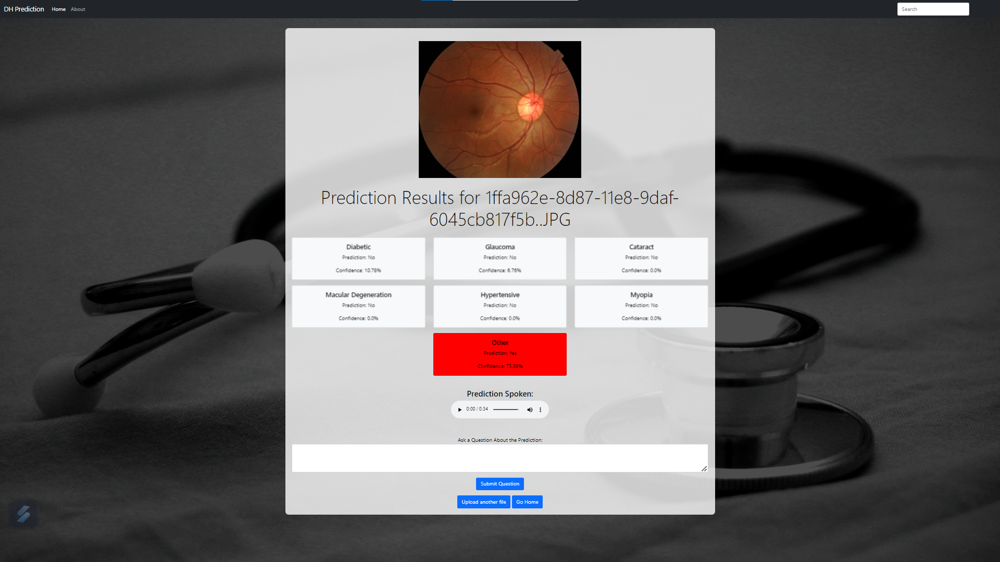 DH Prediction Home About Search
Prediction Results for 1ffa962e-8d87-11e8-9daf-
6045cb817f5b..JPG
Diabetic
Prediction: No
Confidence: 10.78%
Glaucoma
Prediction: No
Confidence: 6.76%
Cataract
Prediction: No
Confidence: 0.0%
Macular Degeneration
Prediction: No
Confidence: 0.0%
Hypertensive
Prediction: No
Confidence: 0.0%
Myopia
Prediction: No
Confidence: 0.0%
Other
Prediction: Yes
Confidence: 73.89%
Prediction Spoken:
0:00 / 0:34
Ask a Question About the Prediction:
Submit Question
Upload another file Go Home